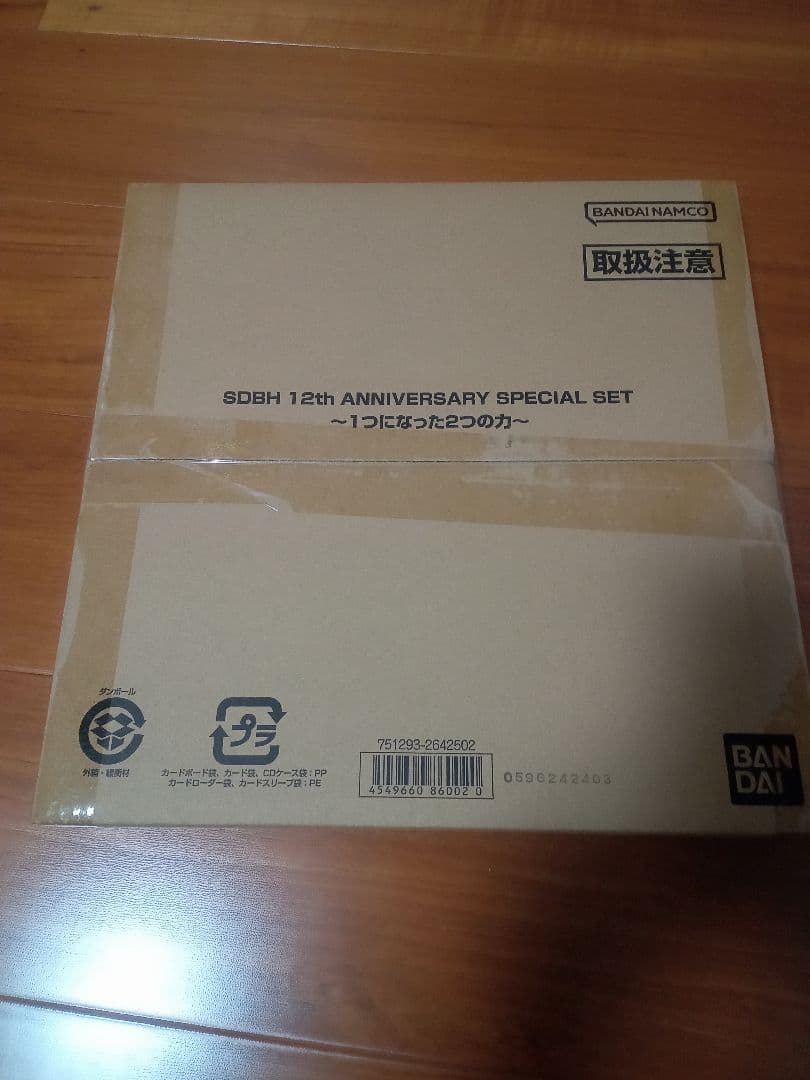 BANDAI NAMCO
取扱注意
SDBH 12th ANNIVERSARY SPECIAL SET
～1つになった2つの力～
ダンボール
外箱・緩衝材
プラ
カードボード袋、カード袋、CDケース袋：PP
カードローダー袋、カードスリーブ袋：PE
751293-2642502
4549660 86002 0
0596242403
BAN
DAI